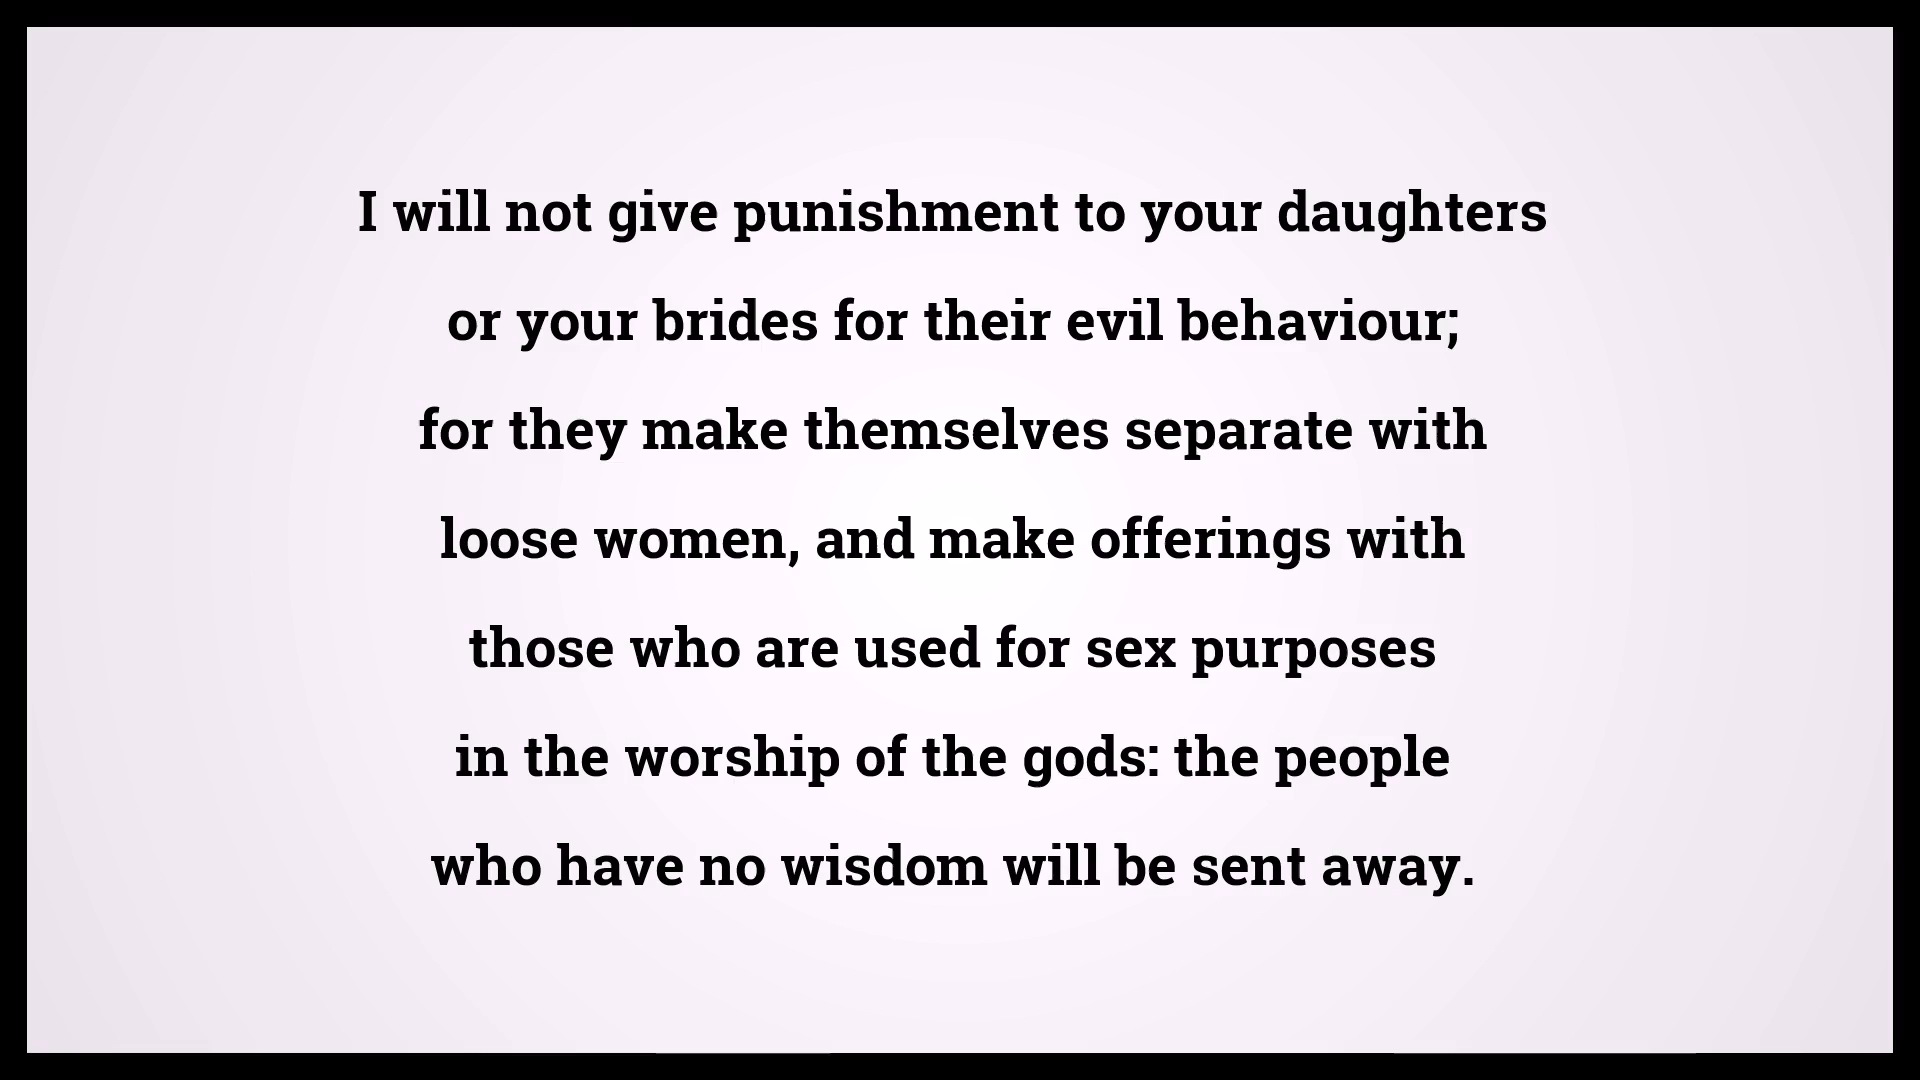 I will not give punishment to your daughters
or your brides for their evil behaviour;
for they make themselves separate with
loose women, and make offerings with
those who are used for sex purposes
in the worship of the gods: the people
who have no wisdom will be sent away.